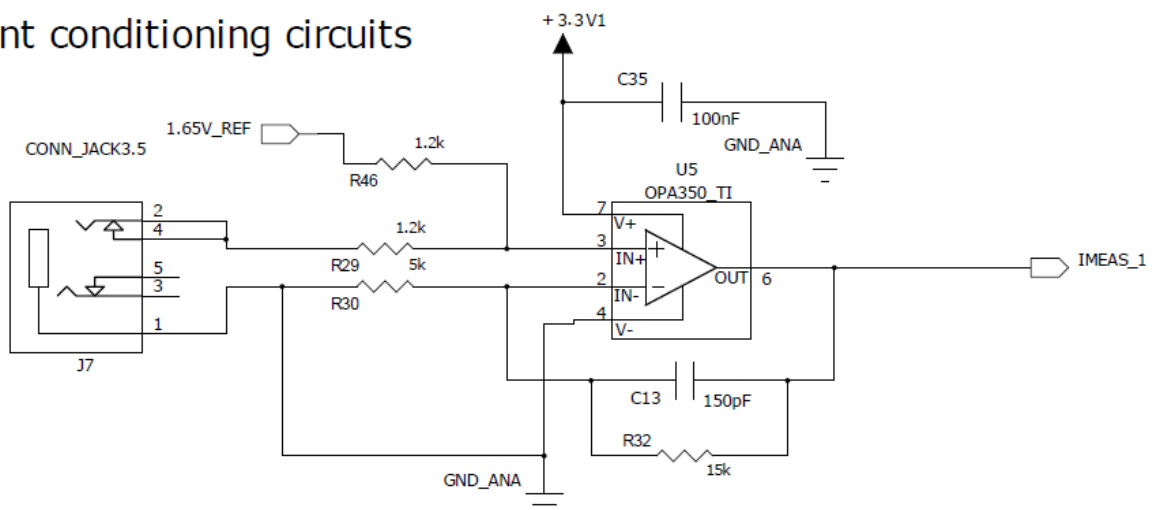 nt conditioning circuits
+3.3V1
C35
100nF
GND_ANA
1.65V_REF
1.2k
R46
CONN_JACK3.5
U5
OPA350_TI
2
4
5
3
1
J7
1.2k
R29
5k
R30
7
V+
3
IN+
2
IN-
4
V-
OUT
6
IMEAS_1
C13
150pF
R32
15k
GND_ANA